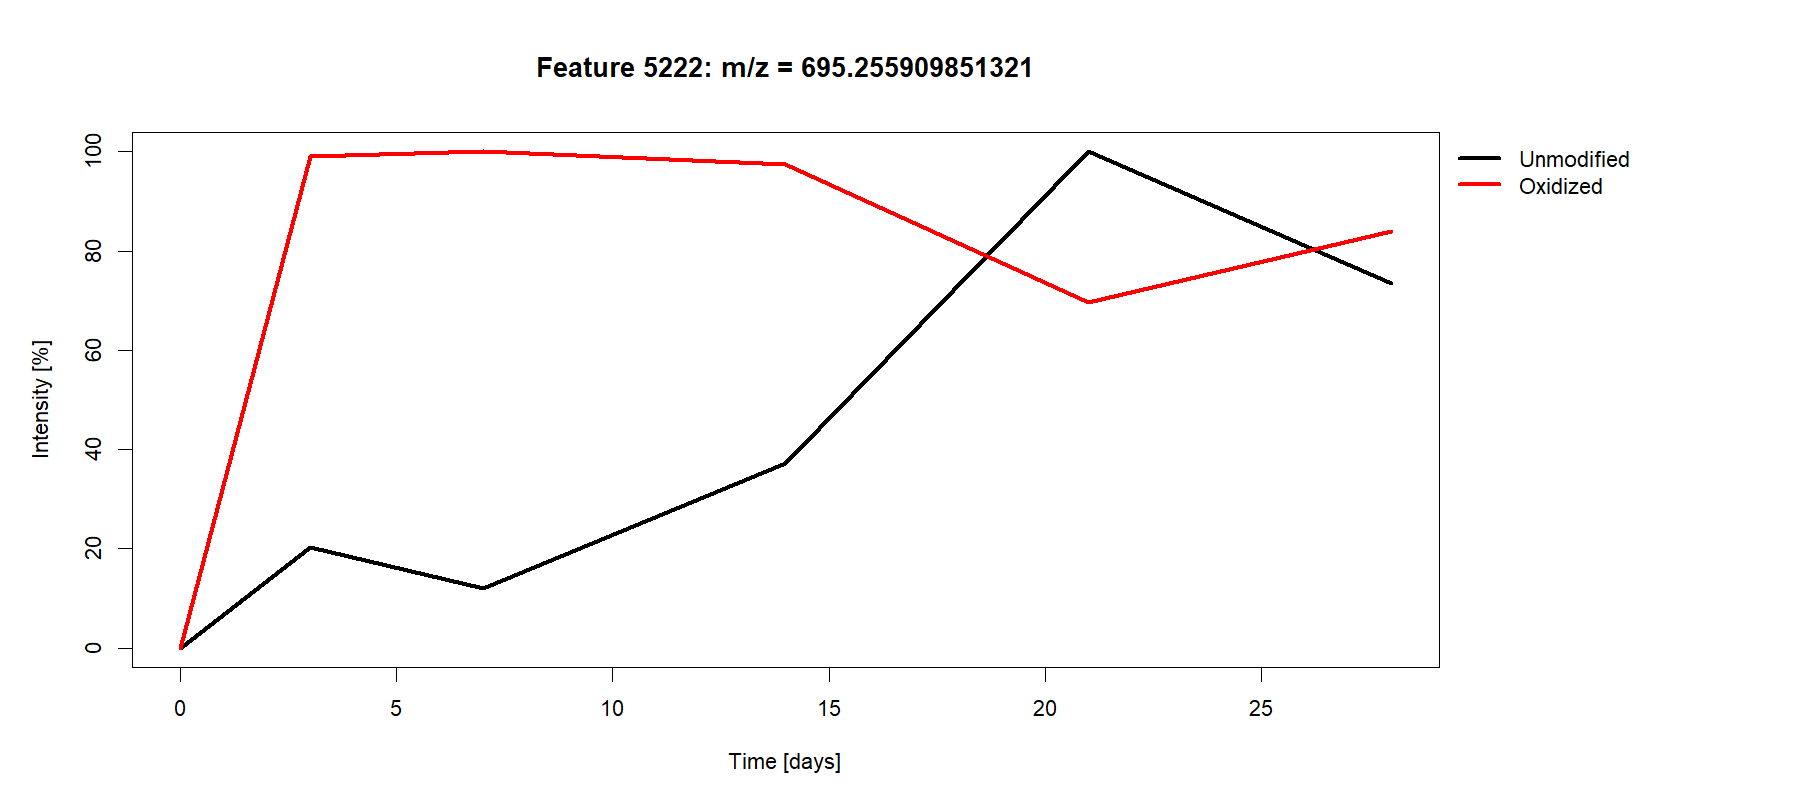 Feature 5222: m/z = 695.255909851321
Unmodified
Oxidized
Intensity [%]
100
80
60
40
20
0
0 5 10 15 20 25
Time [days]